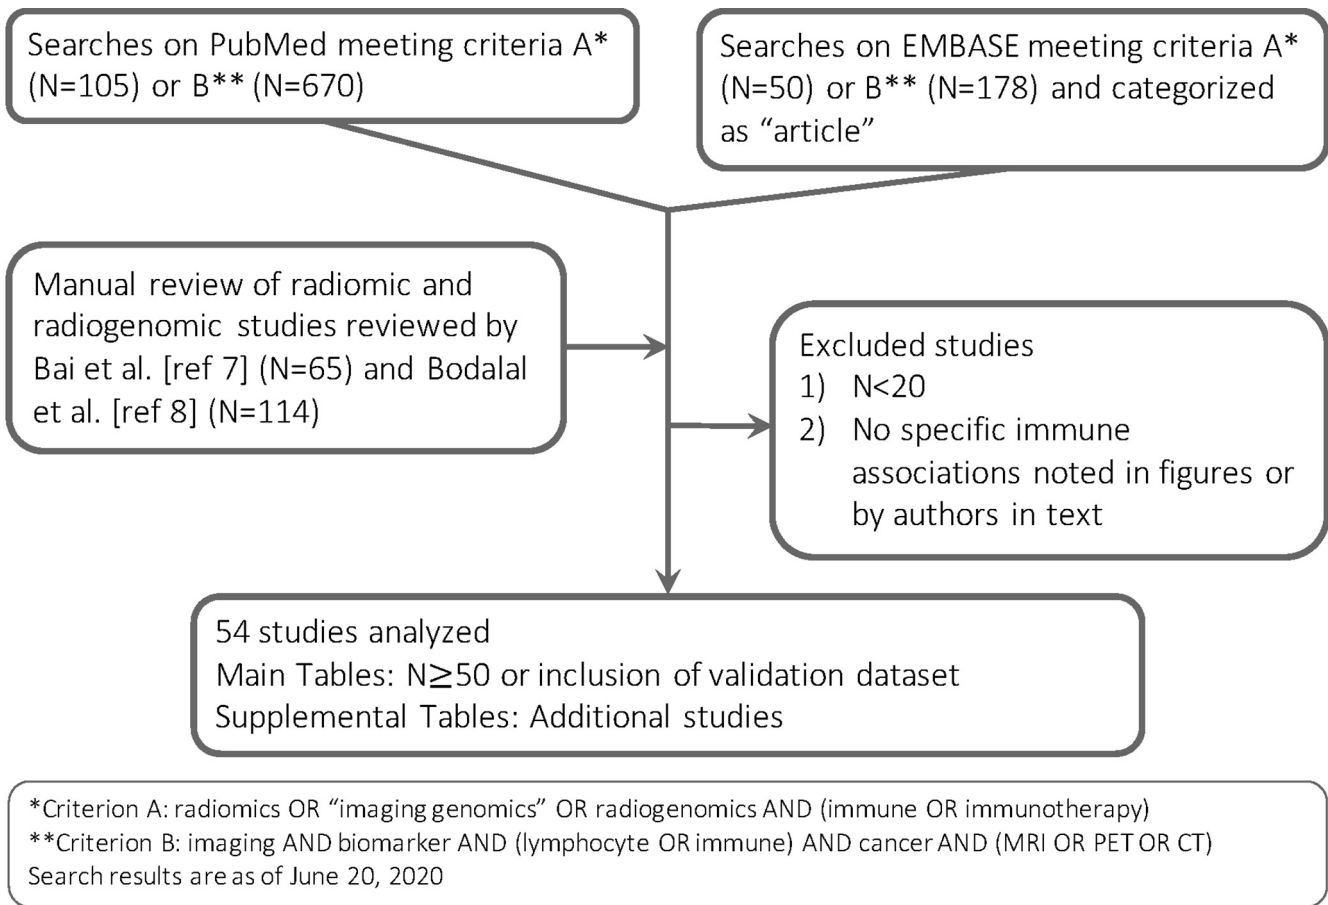 Searches on PubMed meeting criteria A*
(N=105) or B** (N=670)
Searches on EMBASE meeting criteria A*
(N=50) or B** (N=178) and categorized
as “article”
Manual review of radiomic and
radiogenomic studies reviewed by
Bai et al. [ref 7] (N=65) and Bodalal
et al. [ref 8] (N=114)
Excluded studies
1) N<20
2) No specific immune
associations noted in figures or
by authors in text
54 studies analyzed
Main Tables: N≥50 or inclusion of validation dataset
Supplemental Tables: Additional studies
*Criterion A: radiomics OR “imaging genomics” OR radiogenomics AND (immune OR immunotherapy)
**Criterion B: imaging AND biomarker AND (lymphocyte OR immune) AND cancer AND (MRI OR PET OR CT)
Search results are as of June 20, 2020